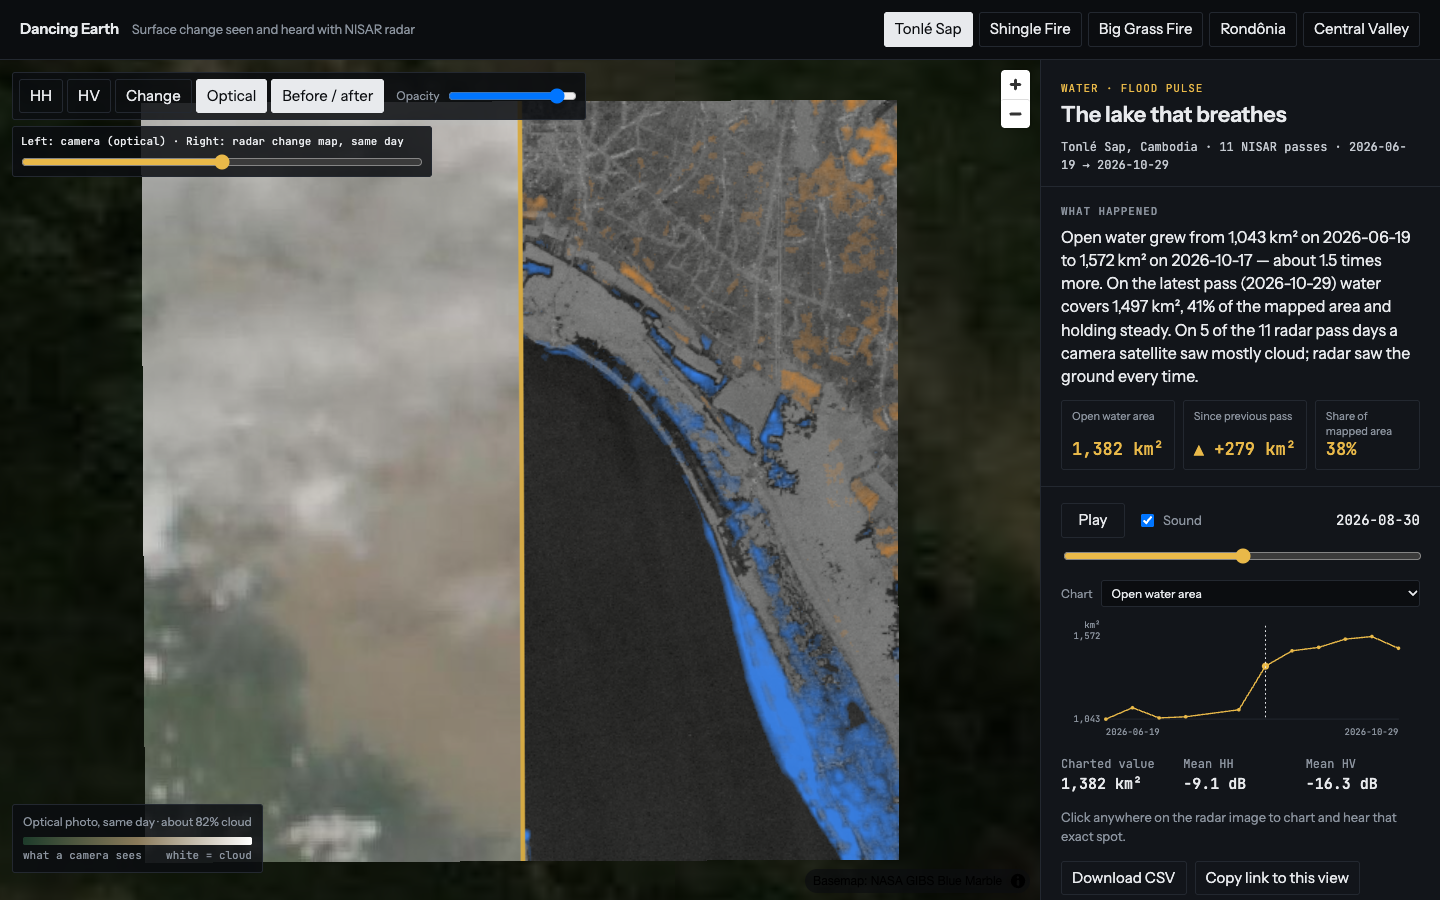 Dancing Earth
Surface change seen and heard with NISAR radar
Tonlé Sap
Shingle Fire
Big Grass Fire
Rondônia
Central Valley
HH
HV
Change
Optical
Before / after
Opacity
+
−
Left: camera (optical) · Right: radar change map, same day
Optical photo, same day · about 82% cloud
what a camera sees
white = cloud
Basemap: NASA GIBS Blue Marble
WATER · FLOOD PULSE
The lake that breathes
Tonlé Sap, Cambodia · 11 NISAR passes · 2026-06-
19 → 2026-10-29
WHAT HAPPENED
Open water grew from 1,043 km² on 2026-06-19
to 1,572 km² on 2026-10-17 — about 1.5 times
more. On the latest pass (2026-10-29) water
covers 1,497 km², 41% of the mapped area and
holding steady. On 5 of the 11 radar pass days a
camera satellite saw mostly cloud; radar saw the
ground every time.
Open water area
1,382 km²
Since previous pass
▲ +279 km²
Share of
mapped area
38%
Play
Sound
2026-08-30
Chart
Open water area
km²
1,572
1,043
2026-06-19
2026-10-29
Charted value
1,382 km²
Mean HH
-9.1 dB
Mean HV
-16.3 dB
Click anywhere on the radar image to chart and hear that
exact spot.
Download CSV
Copy link to this view